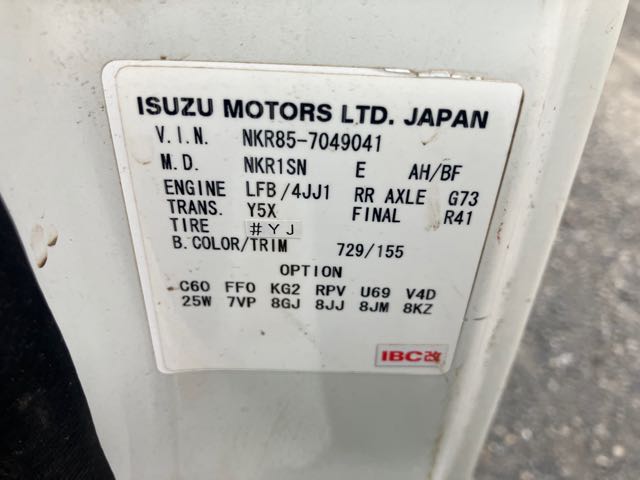 ISUZU MOTORS LTD. JAPAN
V.I.N. NKR85-7049041
M.D. NKR1SN E AH/BF
ENGINE LFB/4JJ1 RR AXLE G73
TRANS. Y5X FINAL R41
TIRE #YJ
B.COLOR/TRIM 729/155
OPTION
C60 FF0 KG2 RPV U69 V4D
25W 7VP 8GJ 8JJ 8JM 8KZ
IBC改